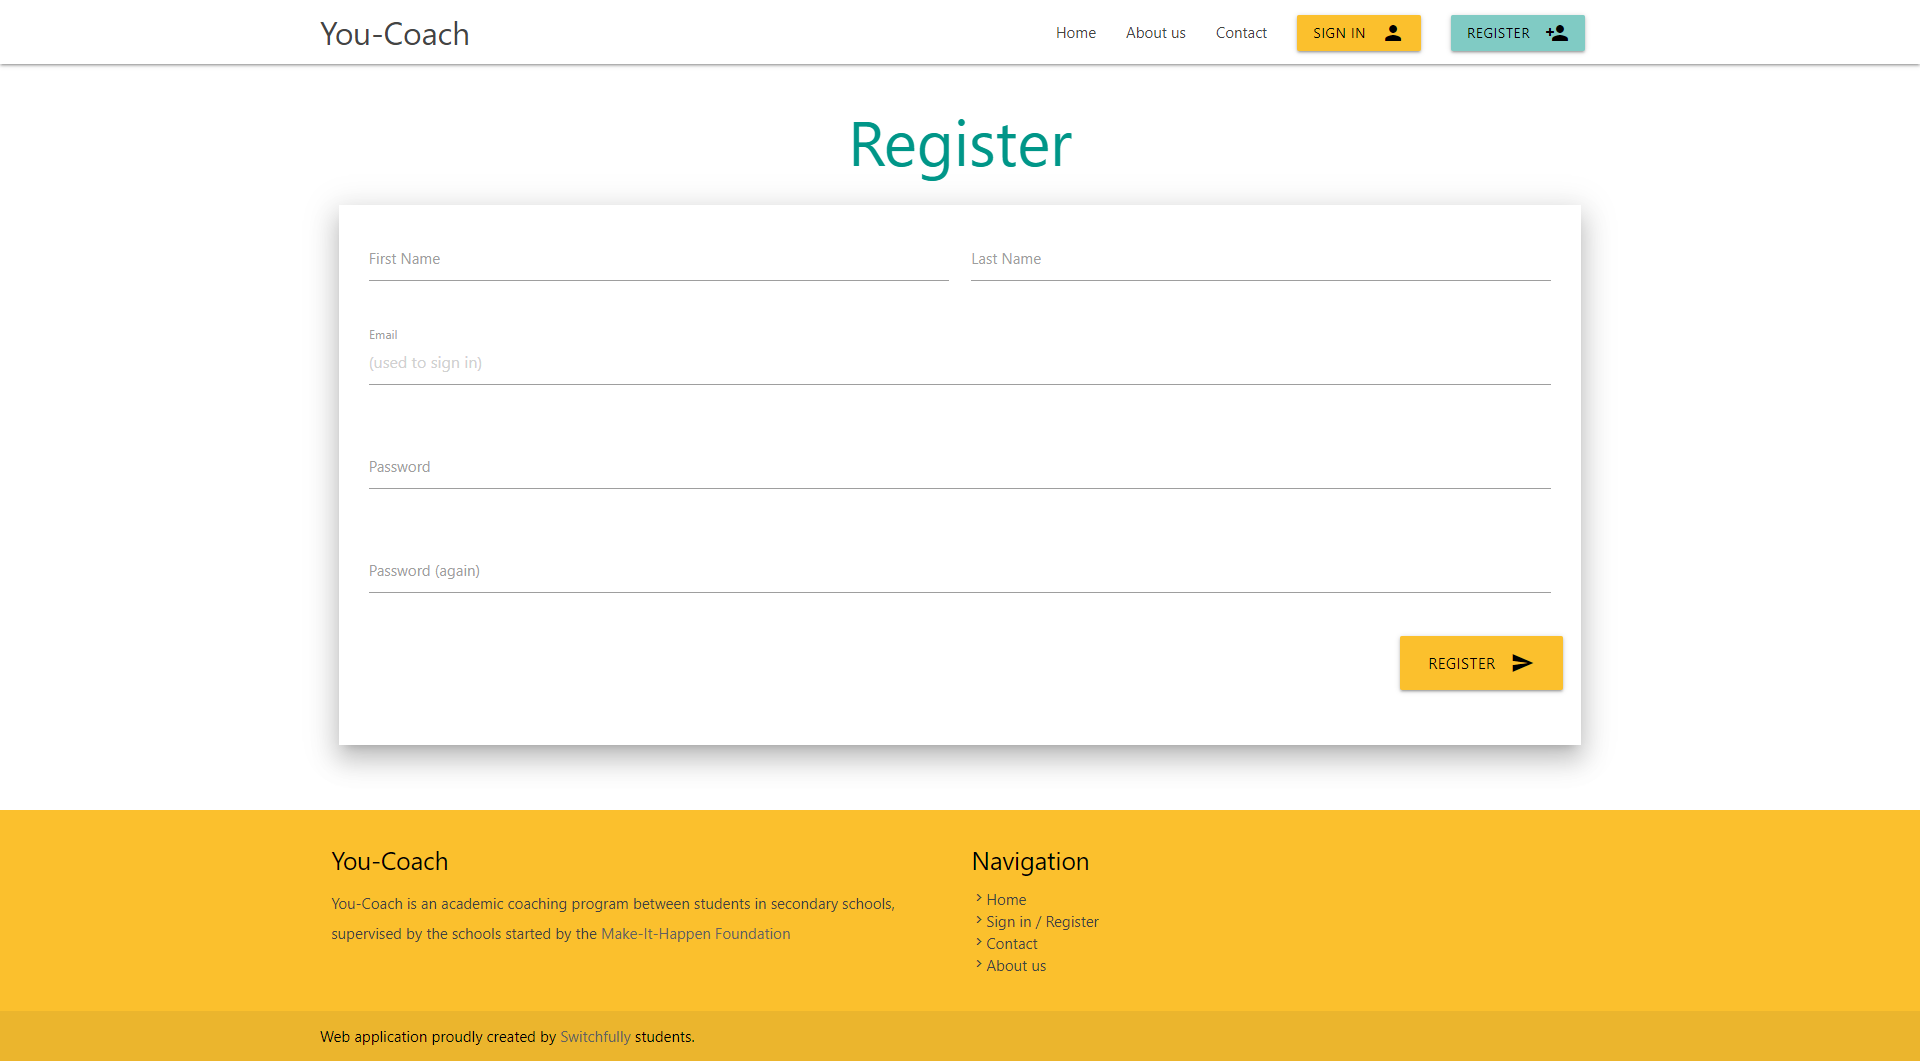 You-Coach
Home
About us
Contact
SIGN IN
REGISTER
Register
First Name
Last Name
Email
(used to sign in)
Password
Password (again)
REGISTER
You-Coach
You-Coach is an academic coaching program between students in secondary schools,
supervised by the schools started by the Make-It-Happen Foundation
Navigation
Home
Sign in / Register
Contact
About us
Web application proudly created by Switchfully students.